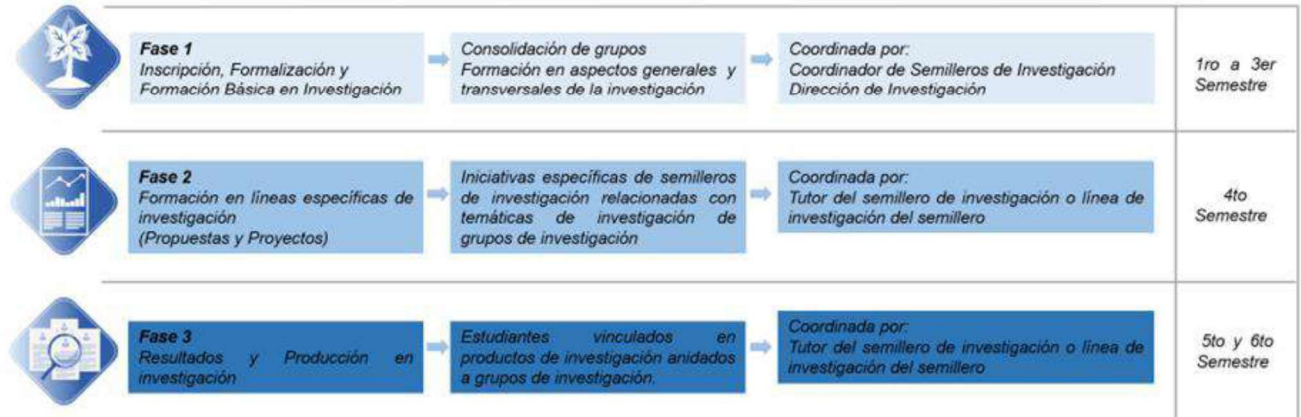 Fase 1
Inscripción, Formalización y
Formación Básica en Investigación
Consolidación de grupos
Formación en aspectos generales y
transversales de la investigación
Coordinada por:
Coordinador de Semilleros de Investigación
Dirección de Investigación
1ro a 3er
Semestre
Fase 2
Formación en líneas específicas de
investigación
(Propuestas y Proyectos)
Iniciativas específicas de semilleros
de investigación relacionadas con
temáticas de investigación de
grupos de investigación
Coordinada por:
Tutor del semillero de investigación o línea de
investigación del semillero
4to
Semestre
Fase 3
Resultados y Producción en
investigación
Estudiantes vinculados en
productos de investigación anidados
a grupos de investigación.
Coordinada por:
Tutor del semillero de investigación o línea de
investigación del semillero
5to y 6to
Semestre